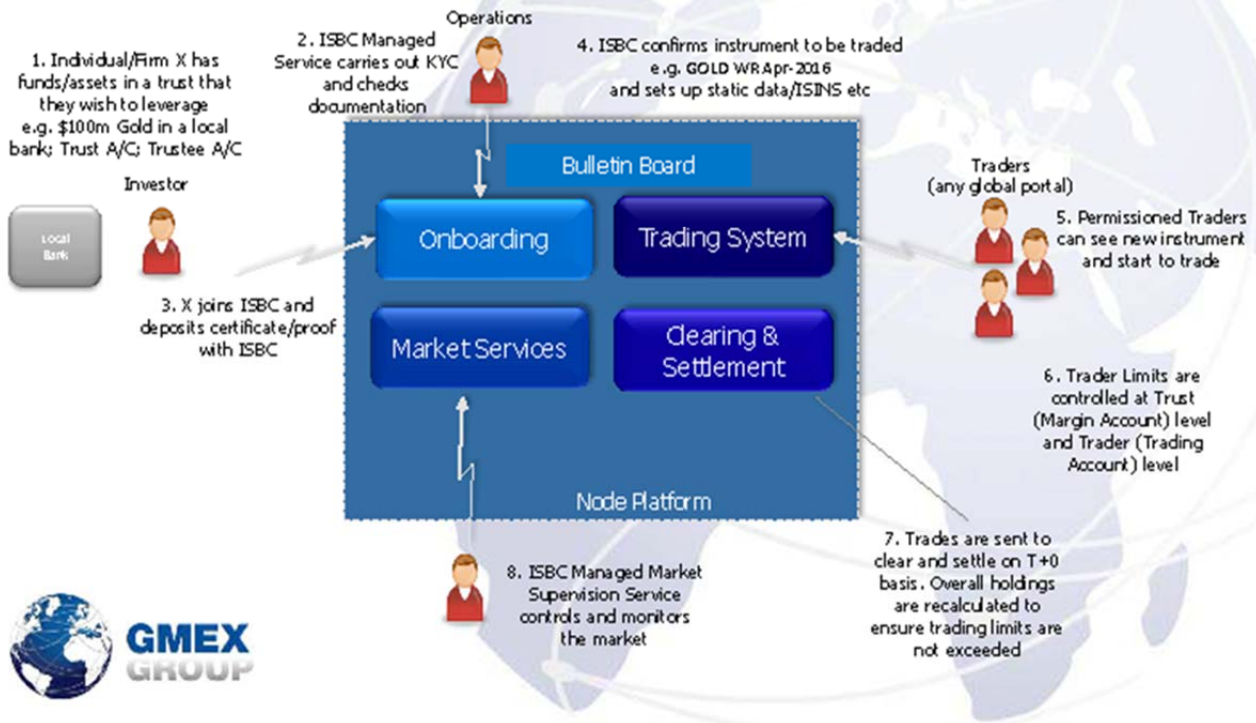 Operations
1. Individual/Firm X has
funds/assets in a trust that
they wish to leverage
e.g. $100m Gold in a local
bank; Trust A/C; Trustee A/C
2. ISBC Managed
Service carries out KYC
and checks
documentation
4. ISBC confirms instrument to be traded
e.g. GOLD WR Apr-2016
and sets up static data/ISINS etc
Investor
Local
Bank
3. X joins ISBC and
deposits certificate/proof
with ISBC
Bulletin Board
Onboarding
Trading System
Market Services
Clearing &
Settlement
Node Platform
Traders
(any global portal)
5. Permissioned Traders
can see new instrument
and start to trade
6. Trader Limits are
controlled at Trust
(Margin Account) level
and Trader (Trading
Account) level
7. Trades are sent to
clear and settle on T+0
basis. Overall holdings
are recalculated to
ensure trading limits are
not exceeded
8. ISBC Managed Market
Supervision Service
controls and monitors
the market
GMEX
GROUP